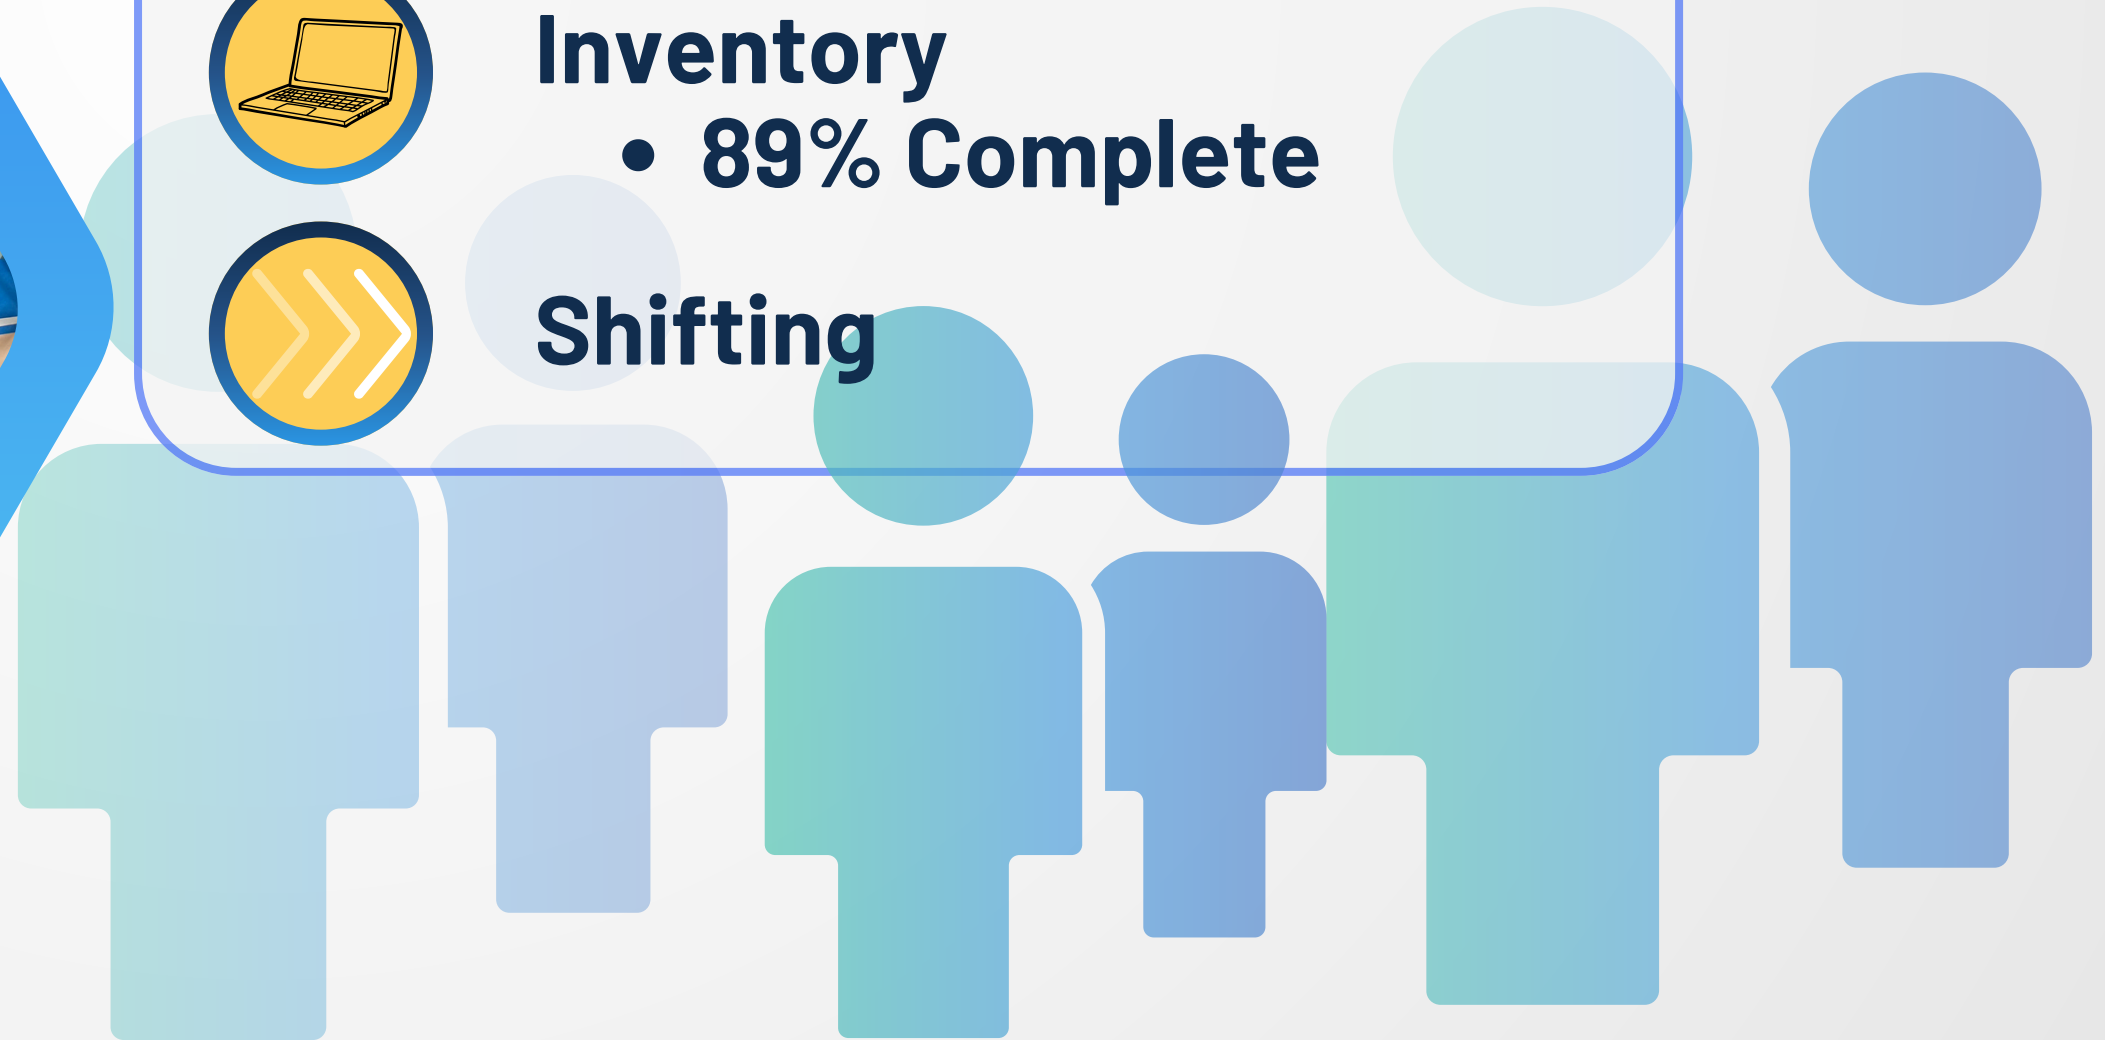 Inventory
• 89% Complete
Shifting